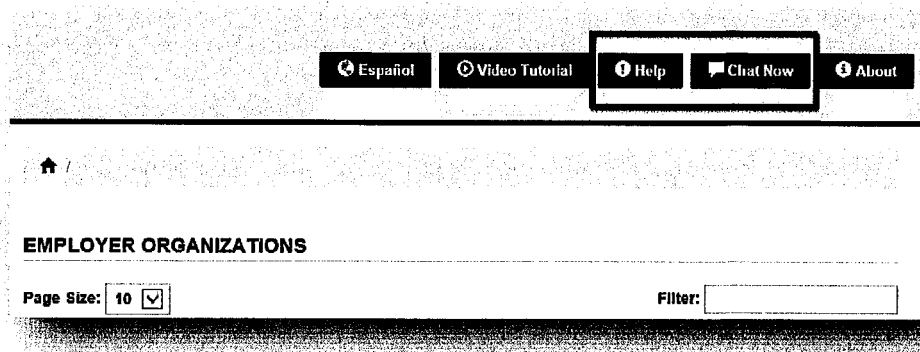 Español Video Tutorial Help Chat Now About
/
EMPLOYER ORGANIZATIONS
Page Size: 10 Filter: